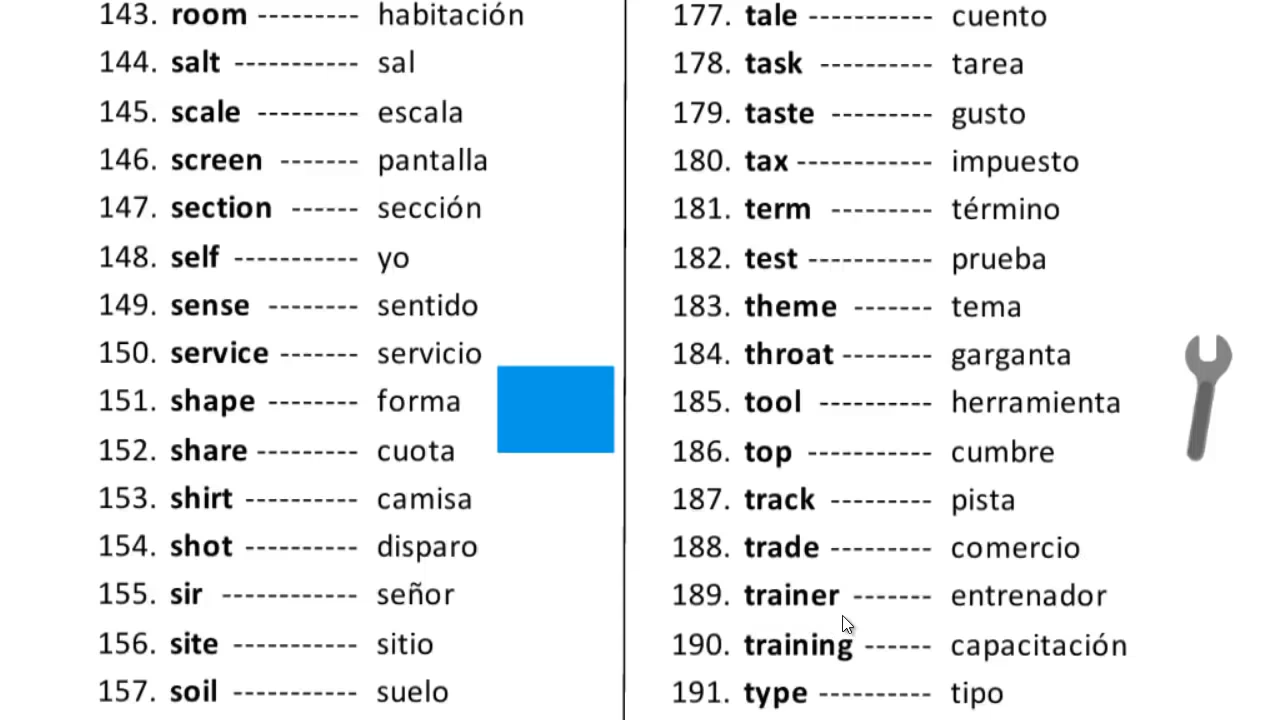 143. room --------- habitación
144. salt ----------- sal
145. scale --------- escala
146. screen ------- pantalla
147. section ------ sección
148. self ----------- yo
149. sense -------- sentido
150. service ------- servicio
151. shape -------- forma
152. share --------- cuota
153. shirt ---------- camisa
154. shot ---------- disparo
155. sir ------------ señor
156. site ----------- sitio
157. soil ----------- suelo
177. tale ----------- cuento
178. task ---------- tarea
179. taste --------- gusto
180. tax ------------ impuesto
181. term --------- término
182. test ----------- prueba
183. theme ------- tema
184. throat -------- garganta
185. tool ---------- herramienta
186. top ----------- cumbre
187. track --------- pista
188. trade --------- comercio
189. trainer ------- entrenador
190. training ------ capacitación
191. type ---------- tipo